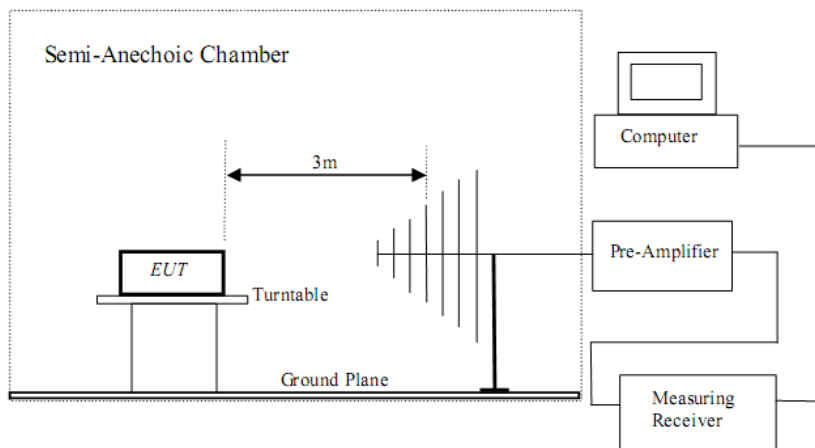 Semi-Anechoic Chamber
3m
EUT
Turntable
Ground Plane
Computer
Pre-Amplifier
Measuring
Receiver